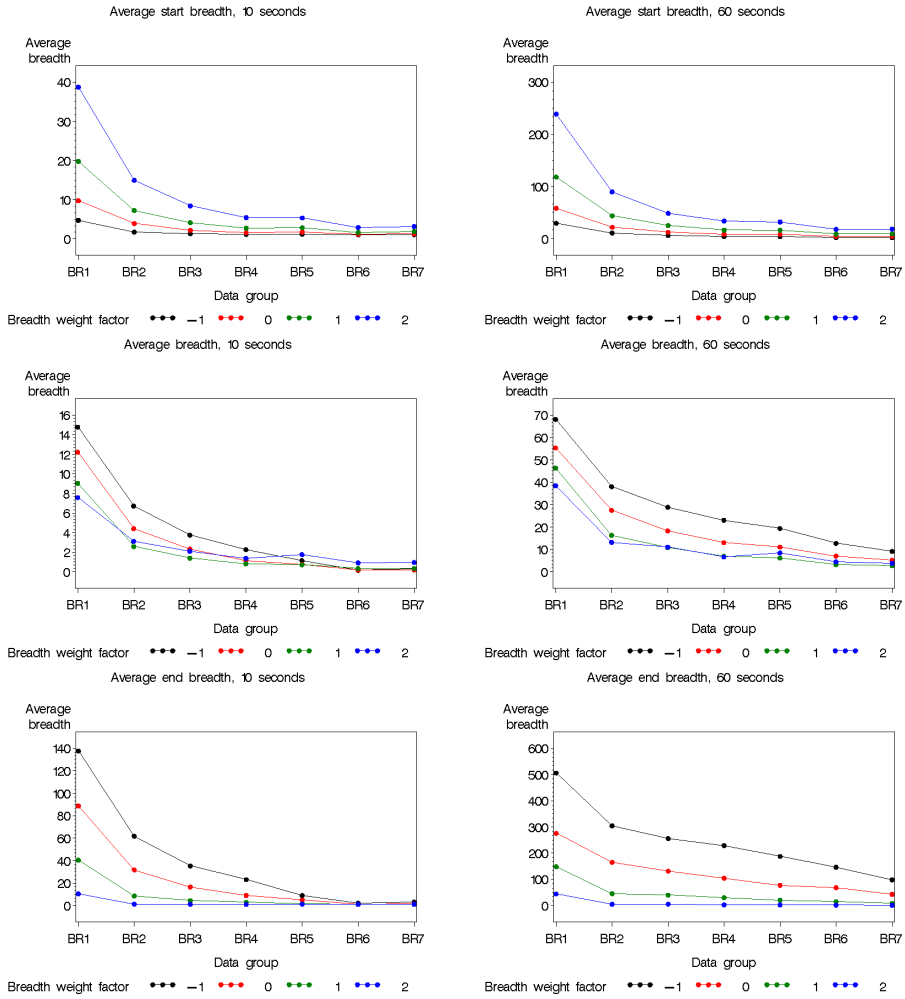 Average start breadth, 10 seconds
Average
breadth
40
30
20
10
0
BR1 BR2 BR3 BR4 BR5 BR6 BR7
Data group
Breadth weight factor −1 0 1 2
Average start breadth, 60 seconds
Average
breadth
300
200
100
0
BR1 BR2 BR3 BR4 BR5 BR6 BR7
Data group
Breadth weight factor −1 0 1 2
Average breadth, 10 seconds
Average
breadth
16
14
12
10
8
6
4
2
0
BR1 BR2 BR3 BR4 BR5 BR6 BR7
Data group
Breadth weight factor −1 0 1 2
Average breadth, 60 seconds
Average
breadth
70
60
50
40
30
20
10
0
BR1 BR2 BR3 BR4 BR5 BR6 BR7
Data group
Breadth weight factor −1 0 1 2
Average end breadth, 10 seconds
Average
breadth
140
120
100
80
60
40
20
0
BR1 BR2 BR3 BR4 BR5 BR6 BR7
Data group
Breadth weight factor −1 0 1 2
Average end breadth, 60 seconds
Average
breadth
600
500
400
300
200
100
0
BR1 BR2 BR3 BR4 BR5 BR6 BR7
Data group
Breadth weight factor −1 0 1 2